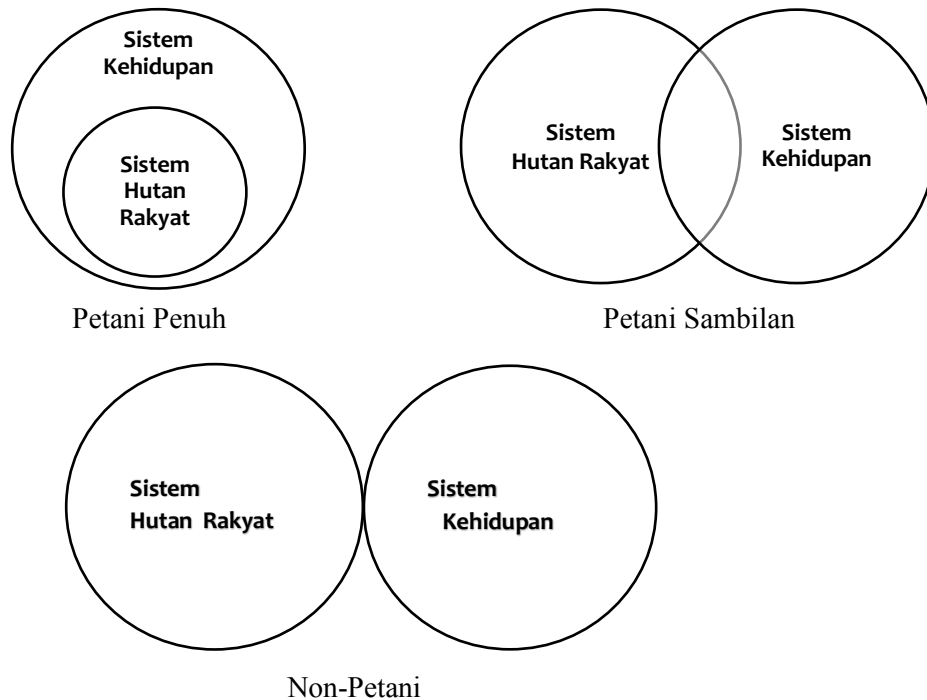 Sistem
Kehidupan
Sistem
Hutan
Rakyat
Petani Penuh
Sistem
Hutan Rakyat
Sistem
Kehidupan
Petani Sambilan
Sistem
Hutan Rakyat
Sistem
Kehidupan
Non-Petani